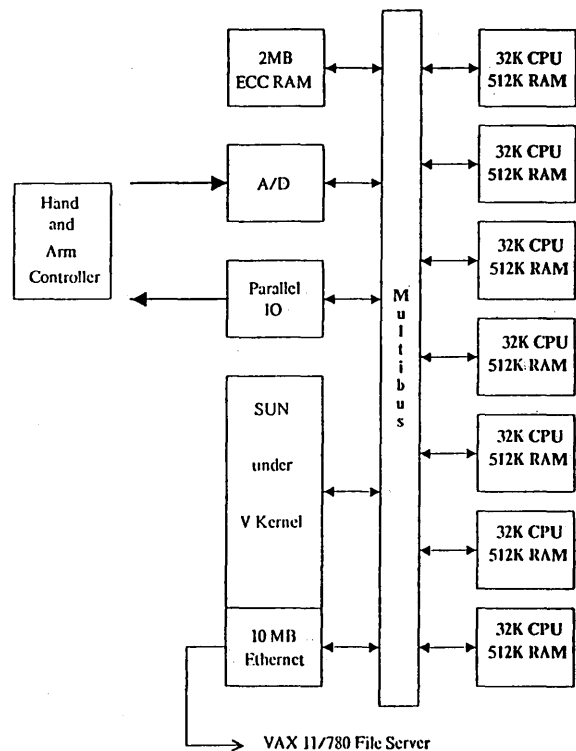 2MB
ECC RAM
A/D
Hand
and
Arm
Controller
Parallel
IO
SUN
under
V Kernel
10 MB
Ethernet
VAX 11/780 File Server
Multibus
32K CPU
512K RAM
32K CPU
512K RAM
32K CPU
512K RAM
32K CPU
512K RAM
32K CPU
512K RAM
32K CPU
512K RAM
32K CPU
512K RAM